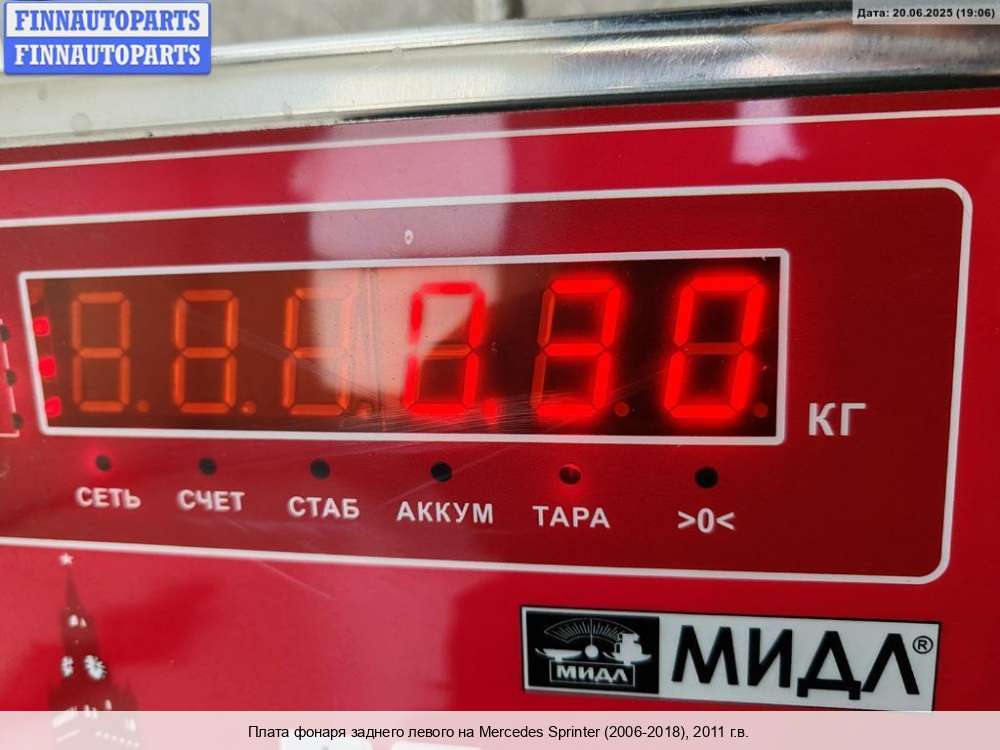 FINNAUTOPARTS
FINNAUTOPARTS
Дата: 20.06.2025 (19:06)
0.30
КГ
СЕТЬ СЧЕТ СТАБ АККУМ ТАРА >0<
МИДЛ МИДЛ®
Плата фонаря заднего левого на Mercedes Sprinter (2006-2018), 2011 г.в.